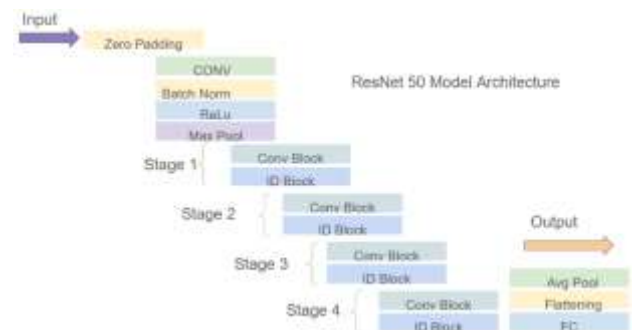 Input
Zero Padding
CONV
ResNet 50 Model Architecture
Batch Norm
ReLu
Max Pool
Stage 1
Conv Block
ID Block
Stage 2
Conv Block
ID Block
Output
Stage 3
Conv Block
ID Block
Avg Pool
Stage 4
Conv Block
Flattening
ID Block
FC